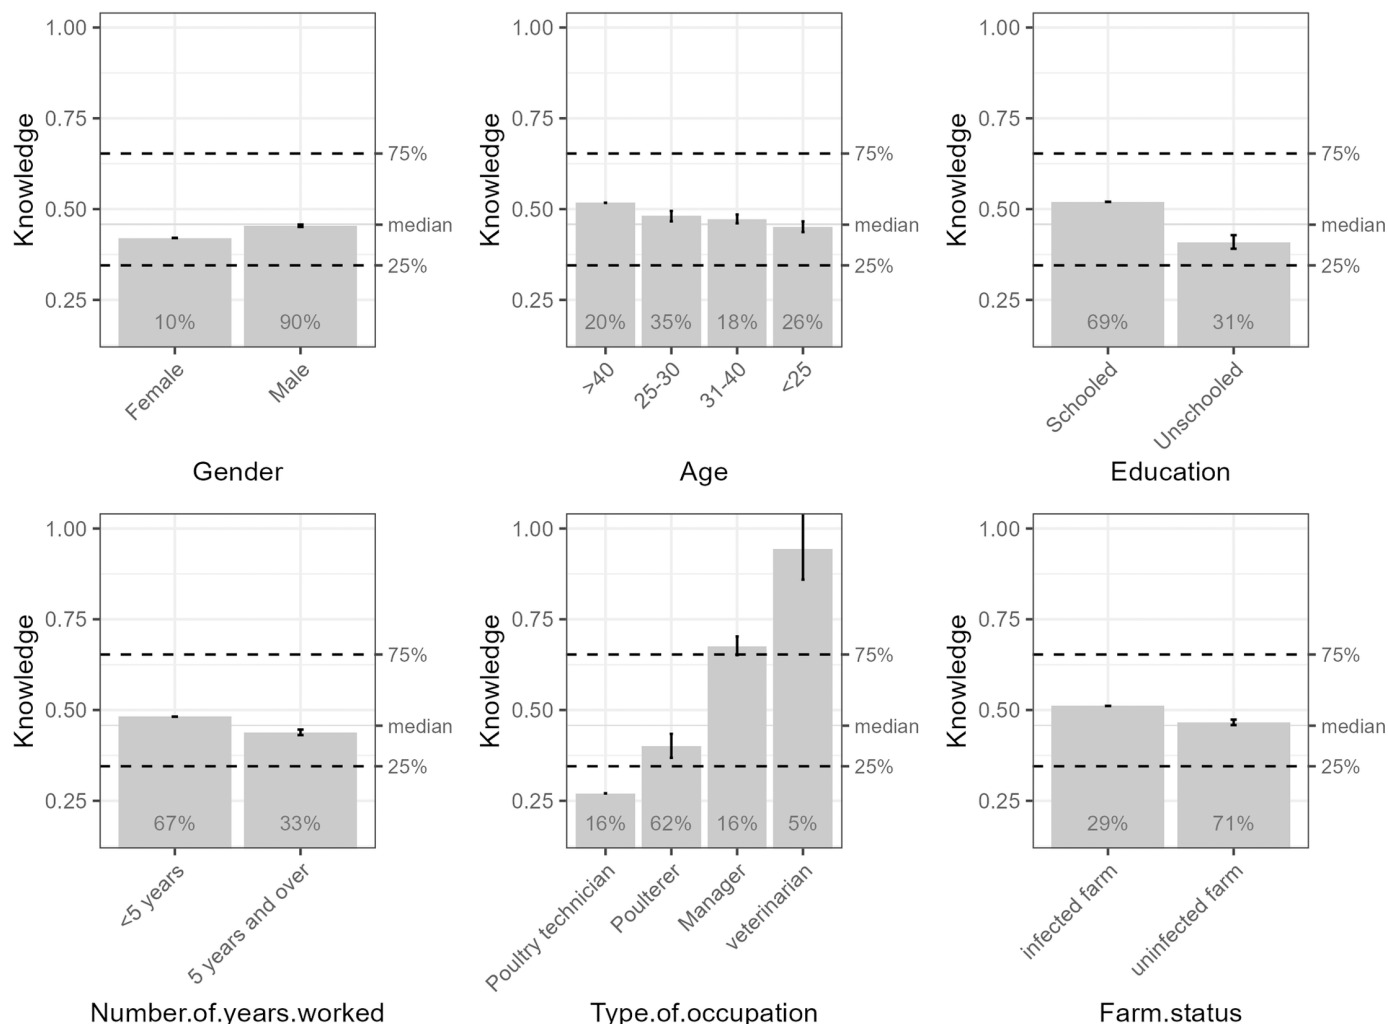 1.00
0.75
0.50
0.25
Knowledge
75%
median
25%
10% 90%
Female Male
Gender
1.00
0.75
0.50
0.25
Knowledge
75%
median
25%
20% 35% 18% 26%
>40 25-30 31-40 <25
Age
1.00
0.75
0.50
0.25
Knowledge
75%
median
25%
69% 31%
Schooled Unschooled
Education
1.00
0.75
0.50
0.25
Knowledge
75%
median
25%
67% 33%
<5 years 5 years and over
Number.of.years.worked
1.00
0.75
0.50
0.25
Knowledge
75%
median
25%
16% 62% 16% 5%
Poultry technician Poulterer Manager veterinarian
Type.of.occupation
1.00
0.75
0.50
0.25
Knowledge
75%
median
25%
29% 71%
infected farm uninfected farm
Farm.status